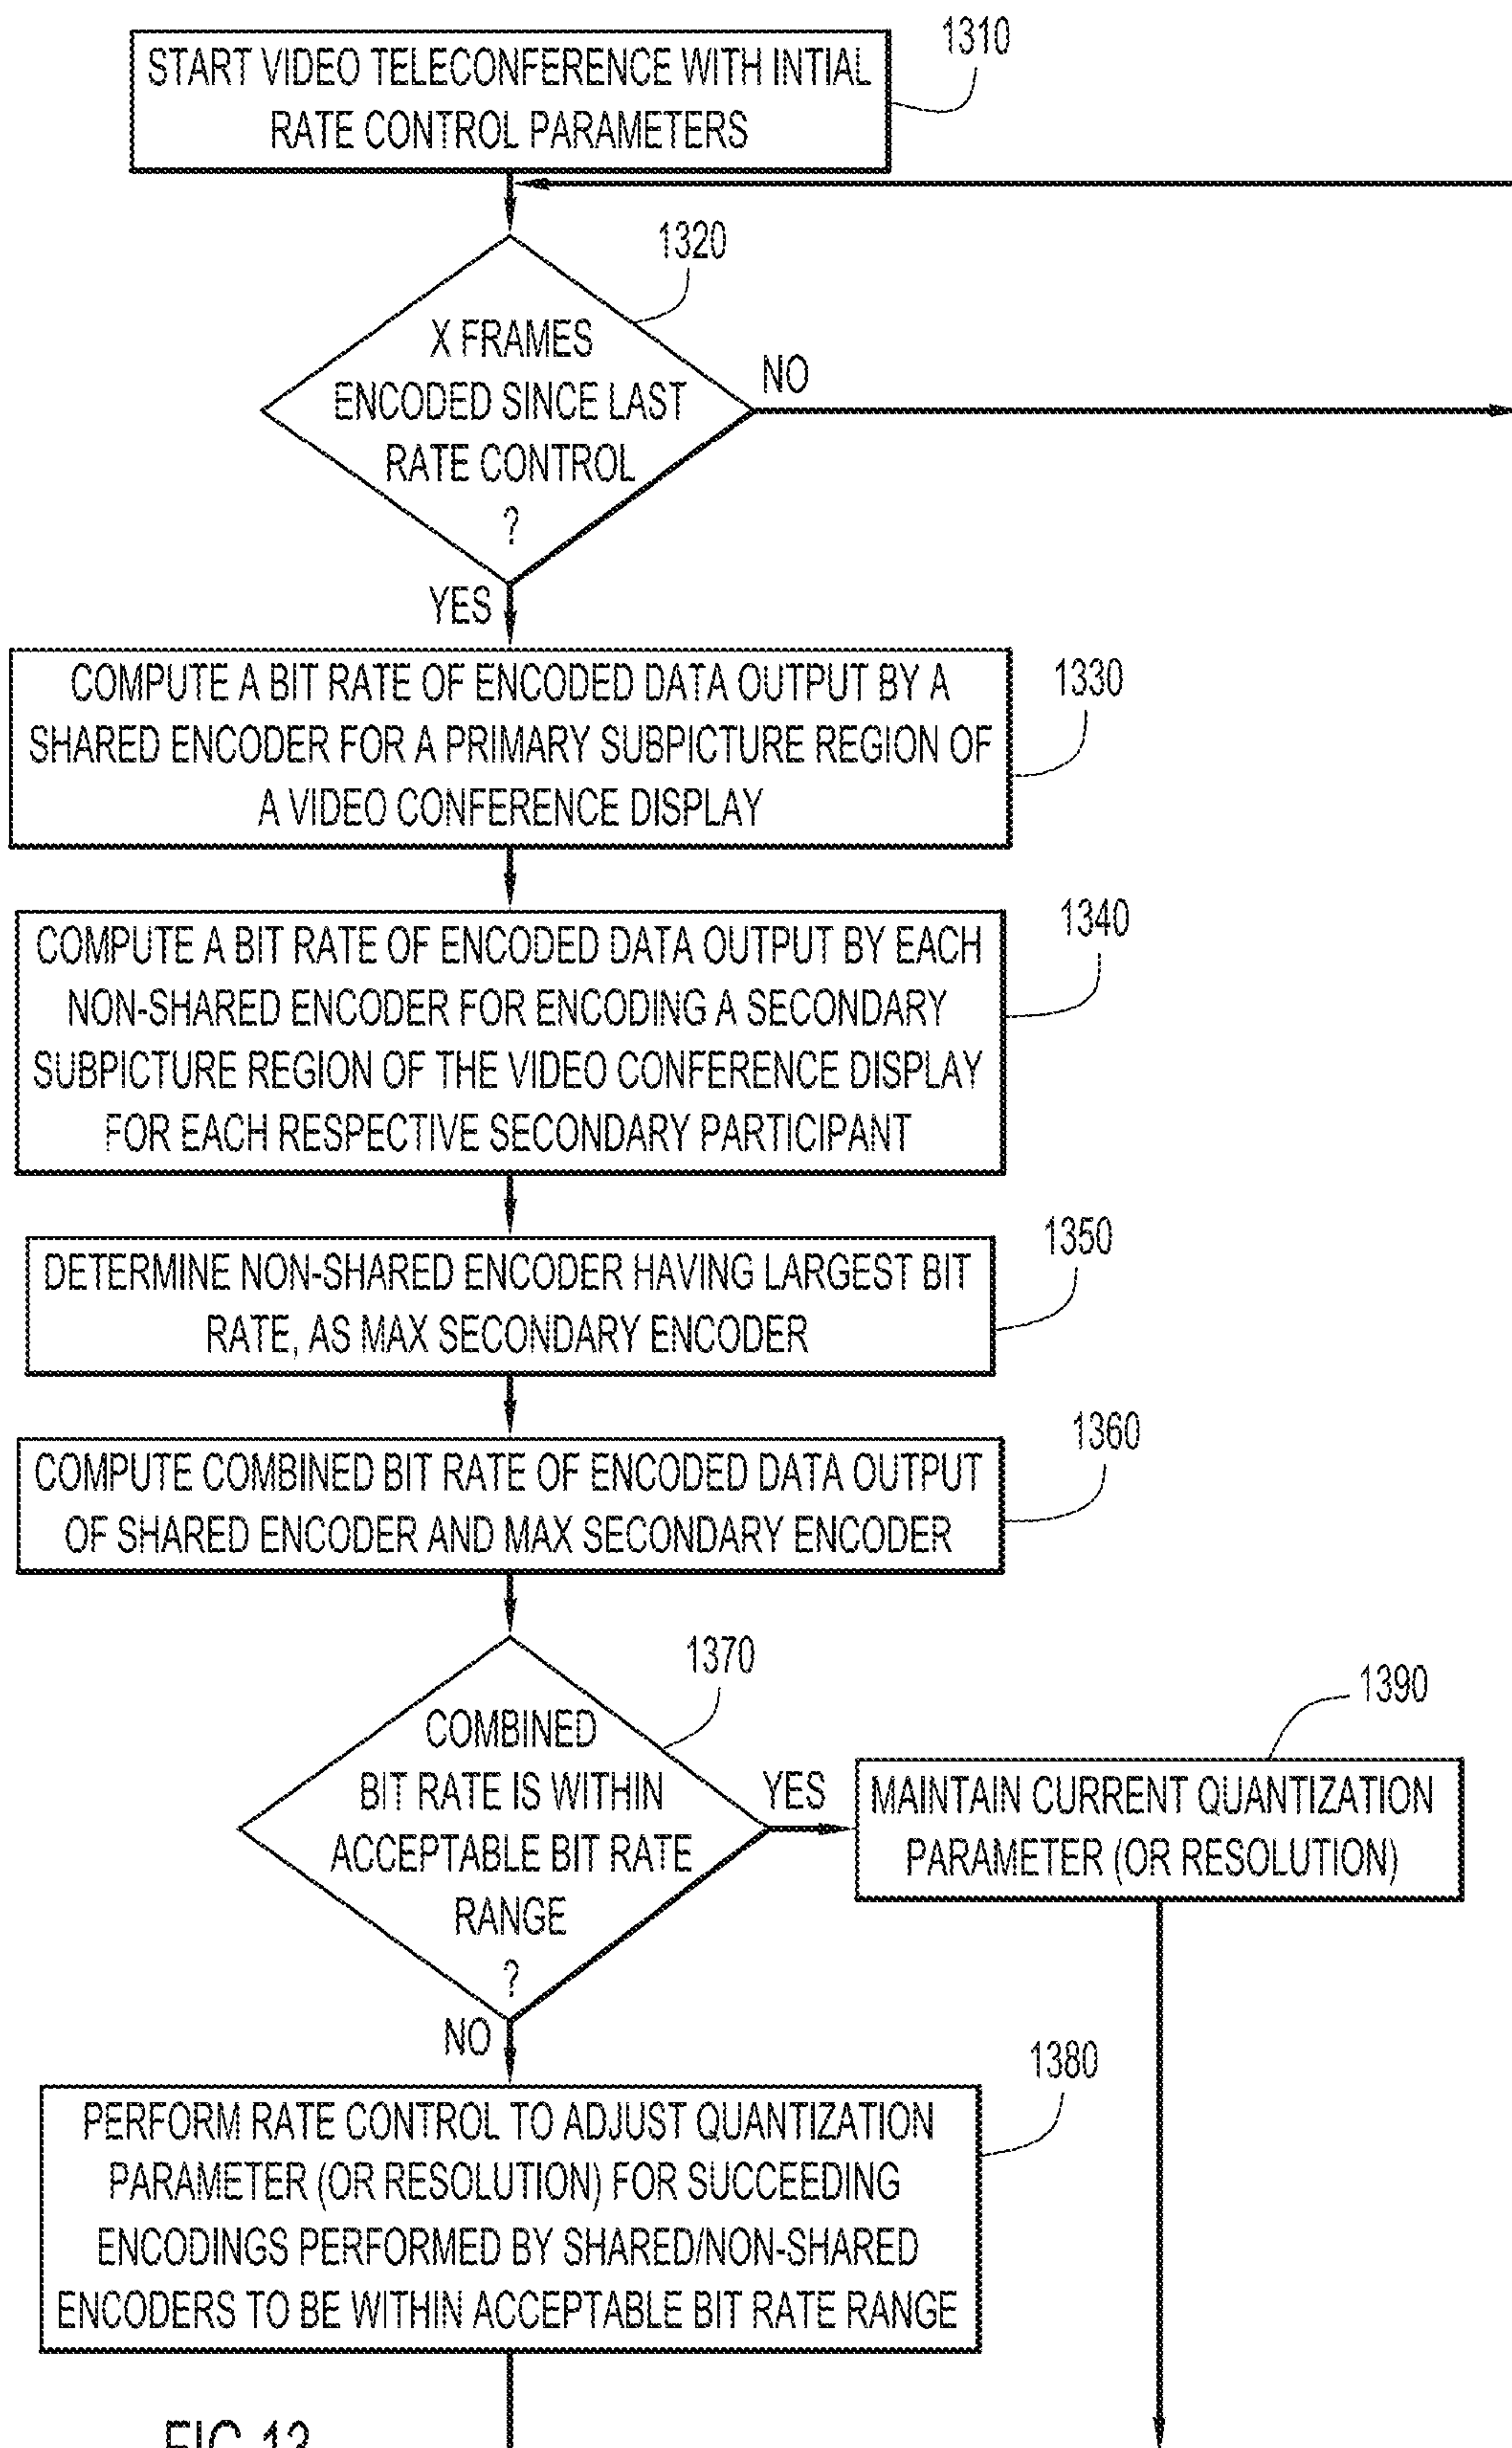 1310
START VIDEO TELECONFERENCE WITH INTIAL
RATE CONTROL PARAMETERS
1320
X FRAMES
ENCODED SINCE LAST
RATE CONTROL
?
NO
YES
1330
COMPUTE A BIT RATE OF ENCODED DATA OUTPUT BY A
SHARED ENCODER FOR A PRIMARY SUBPICTURE REGION OF
A VIDEO CONFERENCE DISPLAY
1340
COMPUTE A BIT RATE OF ENCODED DATA OUTPUT BY EACH
NON-SHARED ENCODER FOR ENCODING A SECONDARY
SUBPICTURE REGION OF THE VIDEO CONFERENCE DISPLAY
FOR EACH RESPECTIVE SECONDARY PARTICIPANT
1350
DETERMINE NON-SHARED ENCODER HAVING LARGEST BIT
RATE, AS MAX SECONDARY ENCODER
1360
COMPUTE COMBINED BIT RATE OF ENCODED DATA OUTPUT
OF SHARED ENCODER AND MAX SECONDARY ENCODER
1370
COMBINED
BIT RATE IS WITHIN
ACCEPTABLE BIT RATE
RANGE
?
YES
1390
MAINTAIN CURRENT QUANTIZATION
PARAMETER (OR RESOLUTION)
NO
1380
PERFORM RATE CONTROL TO ADJUST QUANTIZATION
PARAMETER (OR RESOLUTION) FOR SUCCEEDING
ENCODINGS PERFORMED BY SHARED/NON-SHARED
ENCODERS TO BE WITHIN ACCEPTABLE BIT RATE RANGE
FIG.13